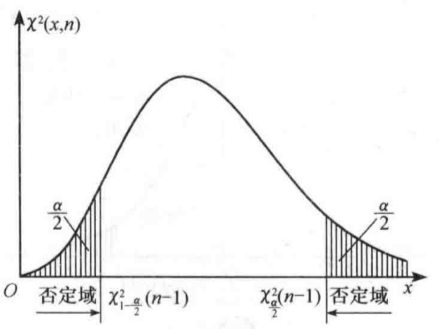 χ²(x,n)
α/2
α/2
O
x
否定域
χ²_{1-α/2}(n-1)
χ²_{α/2}(n-1)
否定域